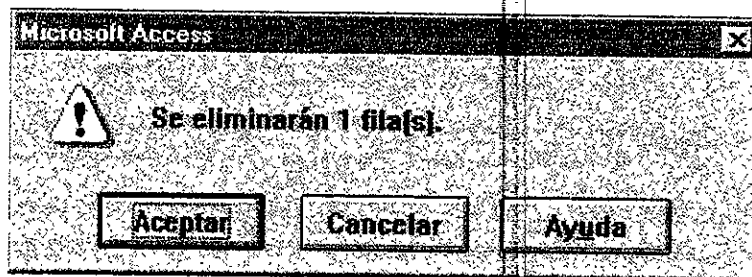 Microsoft Access
Se eliminarán 1 fila[s].
Aceptar Cancelar Ayuda